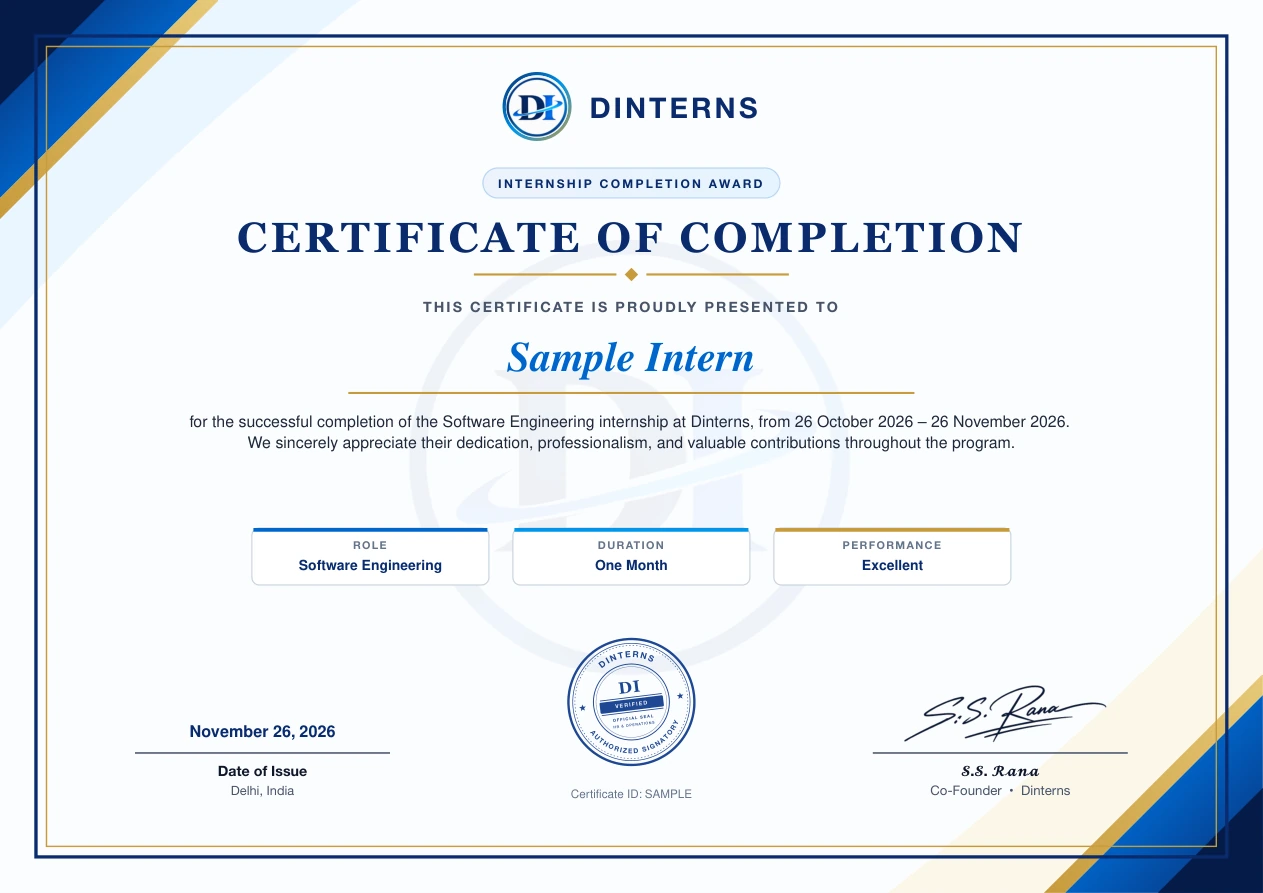 DI DINTERNS
INTERNSHIP COMPLETION AWARD
CERTIFICATE OF COMPLETION
THIS CERTIFICATE IS PROUDLY PRESENTED TO
Sample Intern
for the successful completion of the Software Engineering internship at Dinterns, from 26 October 2026 – 26 November 2026.
We sincerely appreciate their dedication, professionalism, and valuable contributions throughout the program.
DI
ROLE
Software Engineering
DURATION
One Month
PERFORMANCE
Excellent
November 26, 2026
Date of Issue
Delhi, India
DINTERNS
DI
VERIFIED
OFFICIAL SEAL
HR & OPERATIONS
AUTHORIZED SIGNATORY
Certificate ID: SAMPLE
S.S. Rana
S.S. Rana
Co-Founder • Dinterns